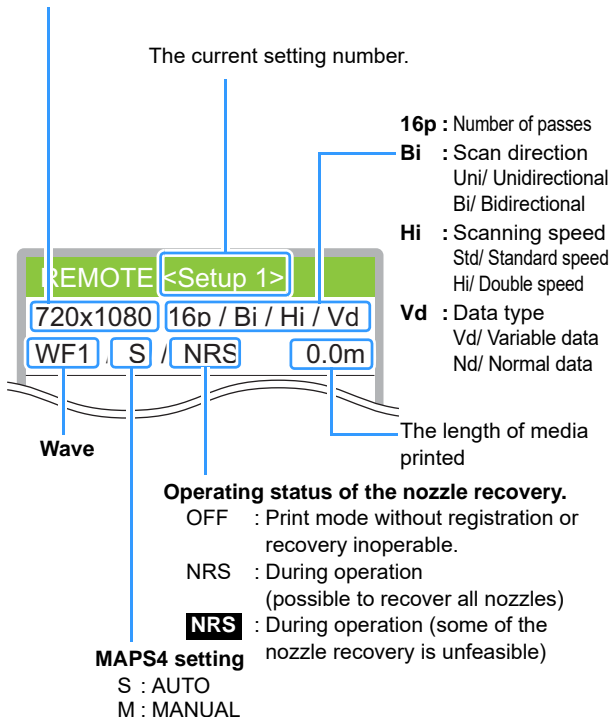 The current setting number.
16p : Number of passes
Bi : Scan direction
Uni/ Unidirectional
Bi/ Bidirectional
Hi : Scanning speed
Std/ Standard speed
Hi/ Double speed
Vd : Data type
Vd/ Variable data
Nd/ Normal data
REMOTE <Setup 1>
720x1080 16p / Bi / Hi / Vd
WF1 / S / NRS 0.0m
Wave
The length of media
printed
Operating status of the nozzle recovery.
OFF : Print mode without registration or
recovery inoperable.
NRS : During operation
(possible to recover all nozzles)
NRS : During operation (some of the
nozzle recovery is unfeasible)
MAPS4 setting
S : AUTO
M : MANUAL